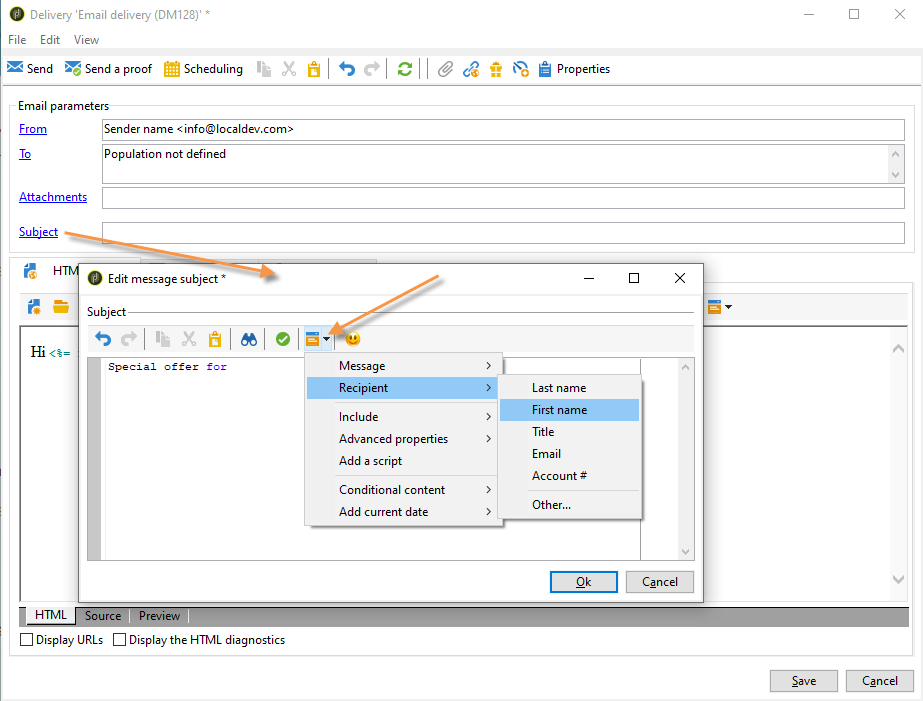 Delivery 'Email delivery (DM128)' *
File Edit View
Send Send a proof Scheduling Properties
Email parameters
From Sender name <info@localdev.com>
To Population not defined
Attachments
Subject
HTM
Edit message subject *
Subject
Hi <%=
Special offer for
Message
Recipient
Include
Advanced properties
Add a script
Conditional content
Add current date
Last name
First name
Title
Email
Account #
Other...
Ok Cancel
HTML Source Preview
Display URLs Display the HTML diagnostics
Save Cancel